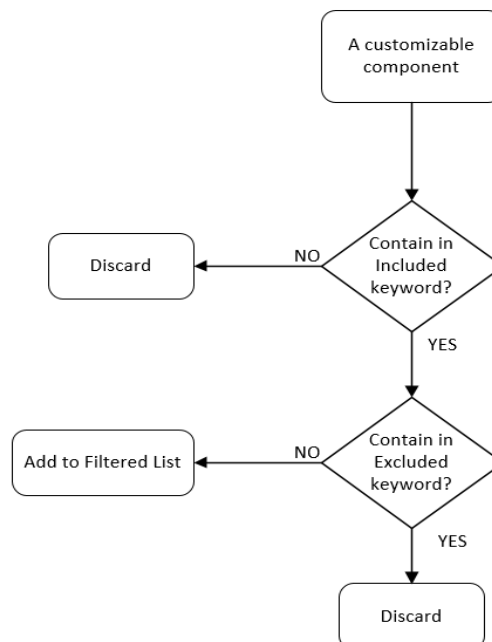 A customizable
component
Contain in
Included
keyword?
NO
Discard
YES
Contain in
Excluded
keyword?
NO
Add to Filtered List
YES
Discard